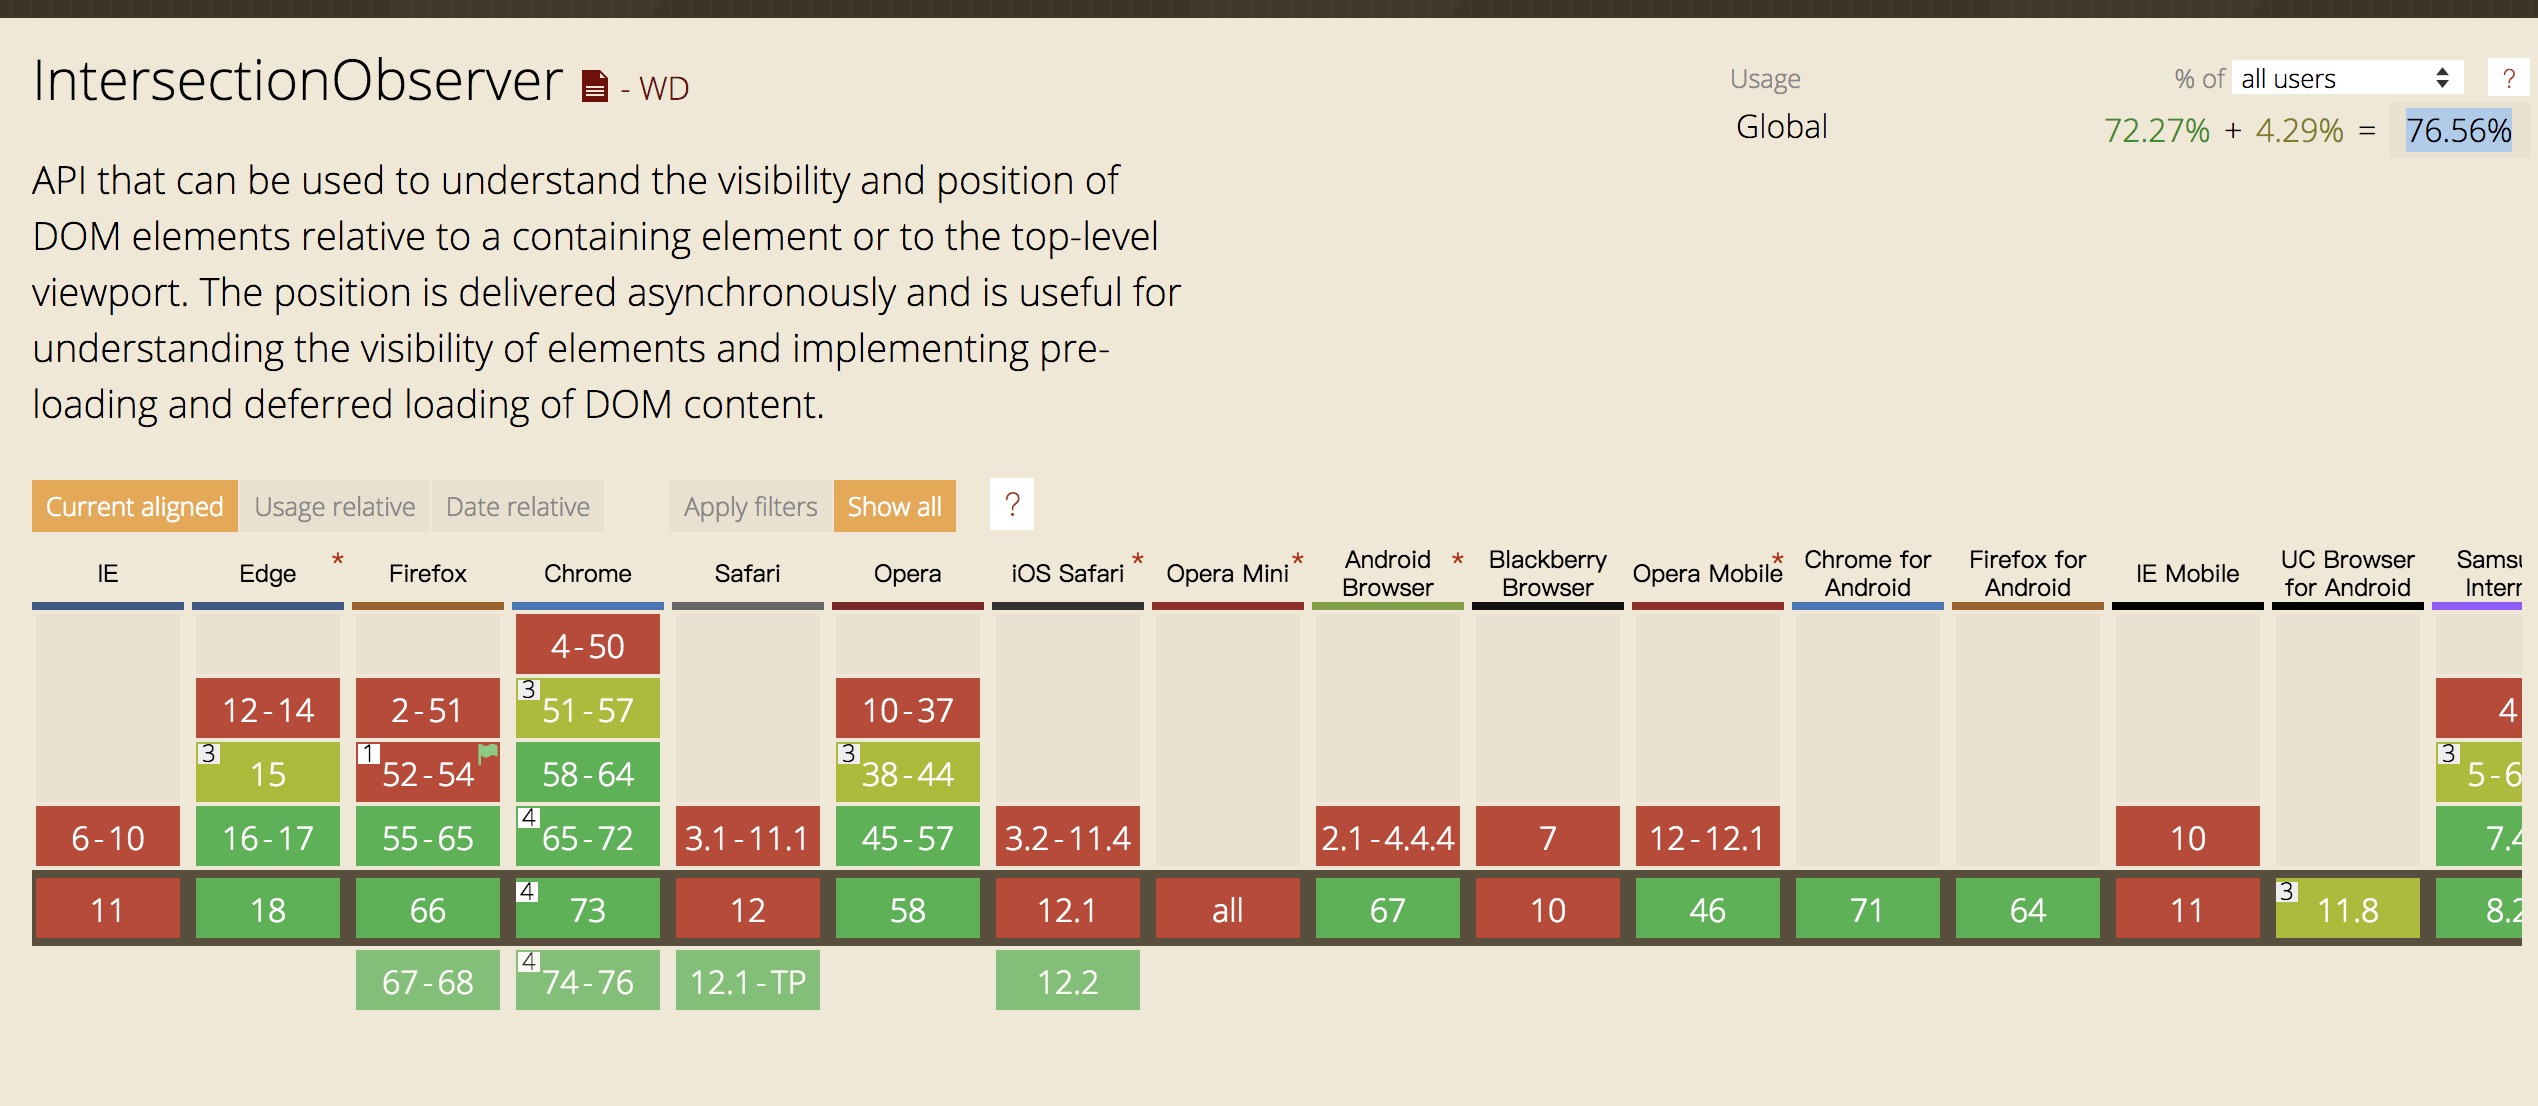 IntersectionObserver - WD
Usage % of all users ?
Global 72.27% + 4.29% = 76.56%
API that can be used to understand the visibility and position of
DOM elements relative to a containing element or to the top-level
viewport. The position is delivered asynchronously and is useful for
understanding the visibility of elements and implementing pre-
loading and deferred loading of DOM content.
Current aligned Usage relative Date relative Apply filters Show all ?
IE Edge * Firefox Chrome Safari Opera iOS Safari * Opera Mini * Android Browser * Blackberry Browser Opera Mobile * Chrome for Android Firefox for Android IE Mobile UC Browser for Android
4-50
12-14 2-51 3 51-57 10-37 4
3 15 1 52-54 58-64 3 38-44 3 5-6
6-10 16-17 55-65 4 65-72 3.1-11.1 45-57 3.2-11.4 2.1-4.4.4 7 12-12.1 10 7.4
11 18 66 4 73 12 58 12.1 all 67 10 46 71 64 11 3 11.8 8.2
67-68 4 74-76 12.1-TP 12.2